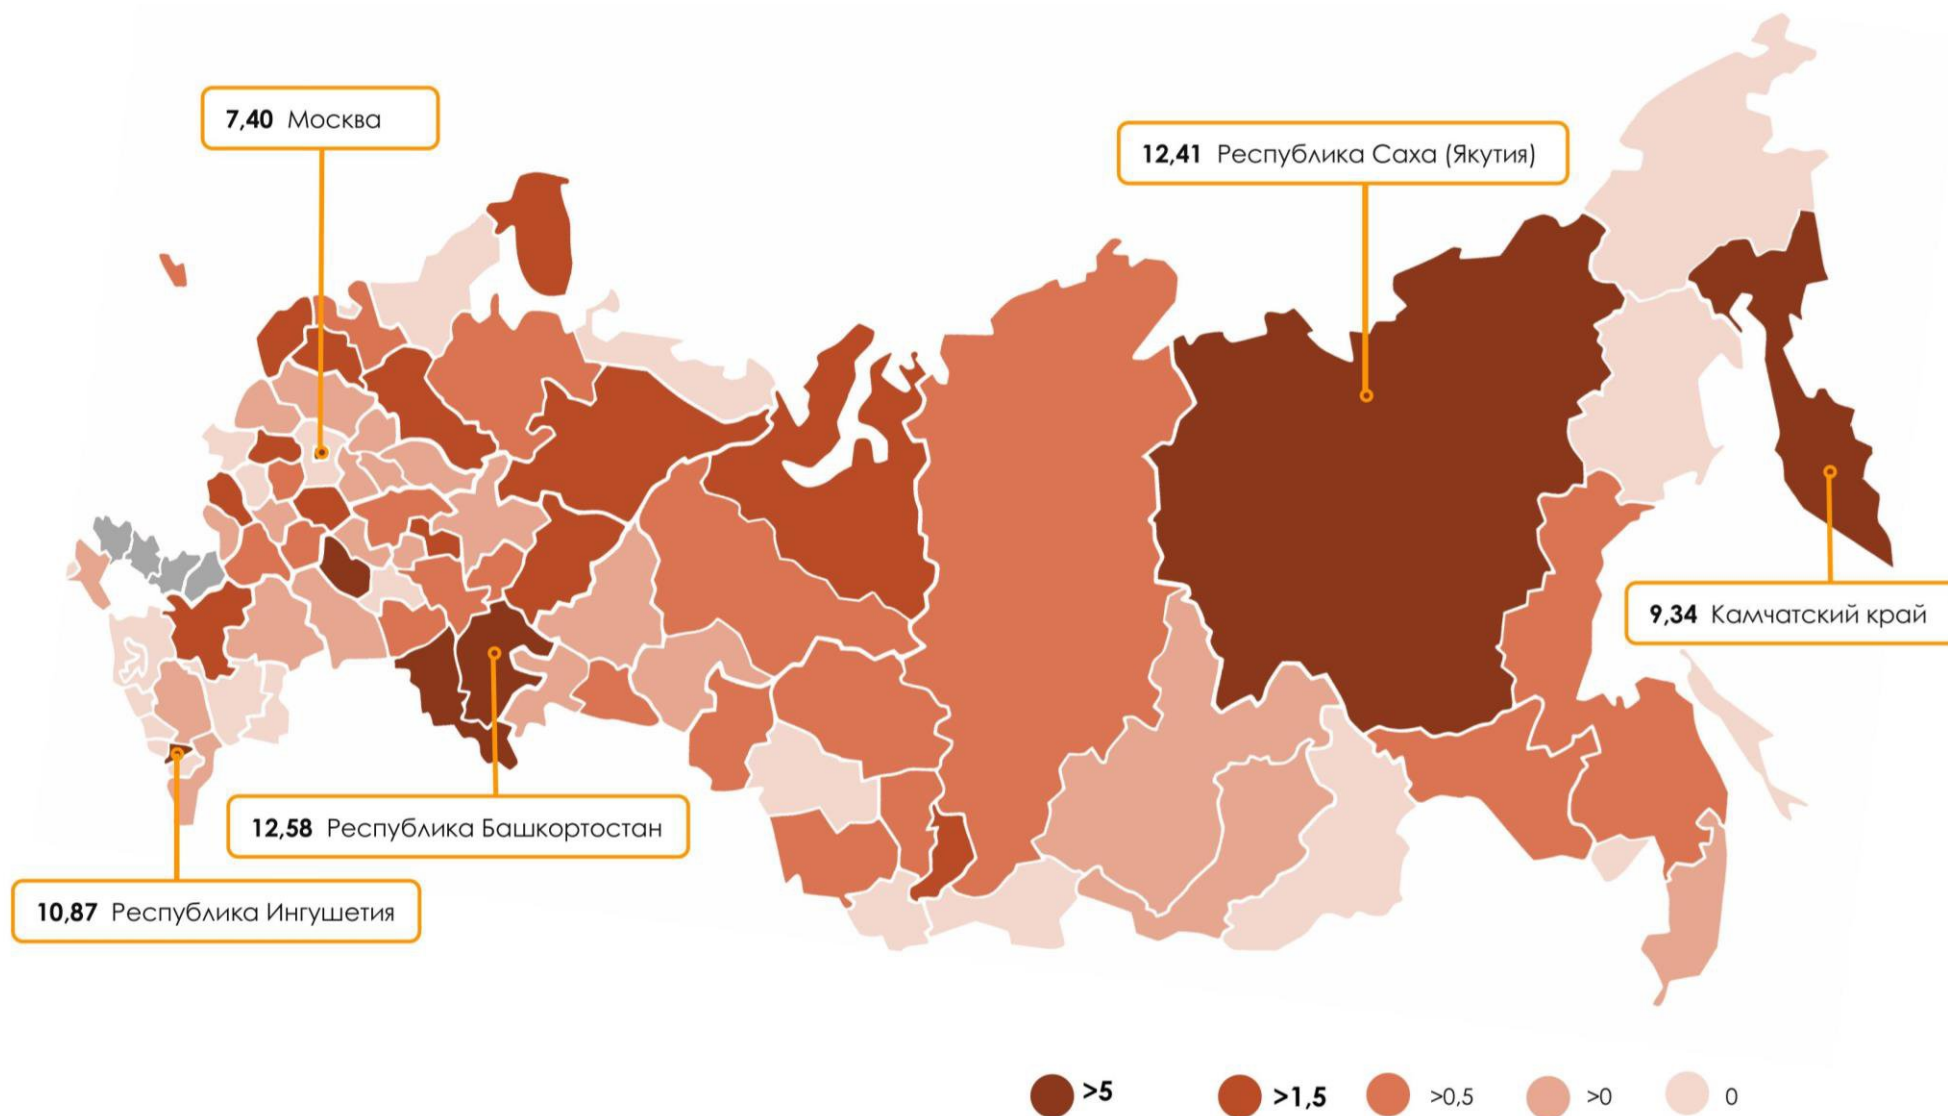 7,40 Москва
12,41 Республика Саха (Якутия)
9,34 Камчатский край
12,58 Республика Башкортостан
10,87 Республика Ингушетия
>5 >1,5 >0,5 >0 0